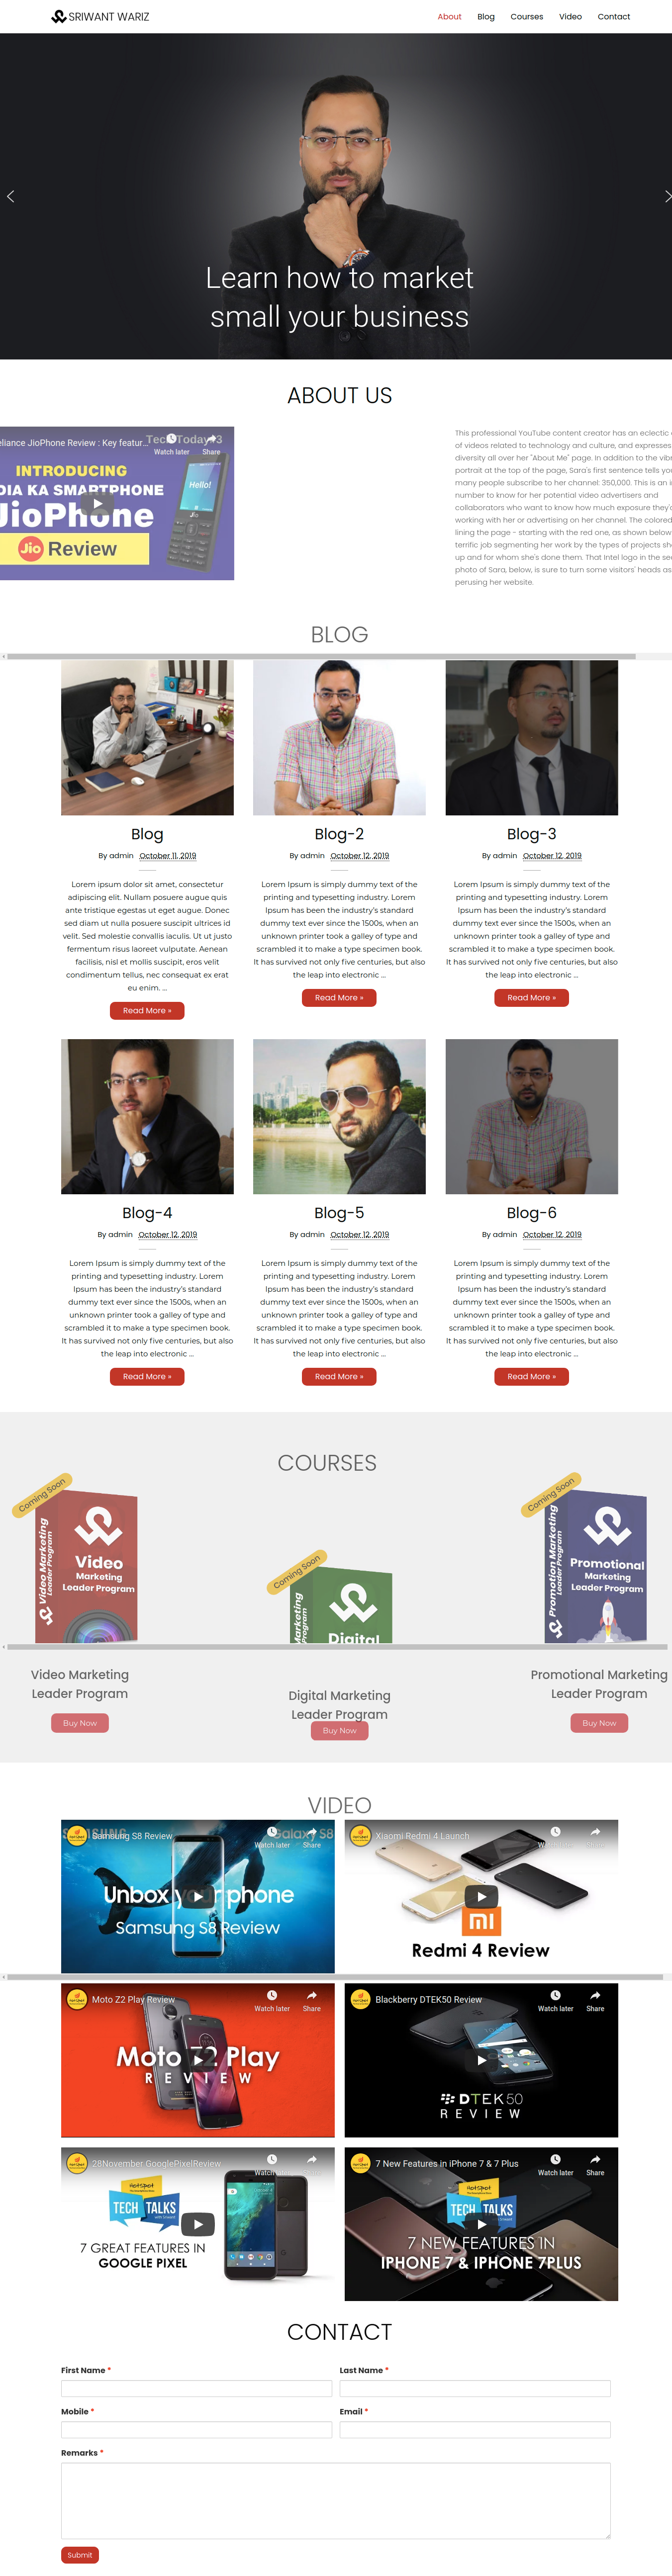 SRIWANT WARIZ
About Blog Courses Video Contact
Learn how to market
small your business
ABOUT US
eliance JioPhone Review : Key featur...
Watch later Share
INTRODUCING
DIA KA SMARTPHONE
JioPhone
Jio Review
Hello!
Jio
This professional YouTube content creator has an eclectic
of videos related to technology and culture, and expresses
diversity all over her "About Me" page. In addition to the vibr
portrait at the top of the page, Sara's first sentence tells you
many people subscribe to her channel: 350,000. This is an i
number to know for her potential video advertisers and
collaborators who want to know how much exposure they'd
working with her or advertising on her channel. The colored
lining the page - starting with the red one, as shown below
terrific job segmenting her work by the types of projects sh
up and for whom she's done them. That Intel logo in the sec
photo of Sara, below, is sure to turn some visitors' heads as
perusing her website.
BLOG
Blog
By admin October 11, 2019
Lorem ipsum dolor sit amet, consectetur
adipiscing elit. Nullam posuere augue quis
ante tristique egestas ut eget augue. Donec
sed diam ut nulla posuere suscipit ultrices id
velit. Sed molestie convallis iaculis. Ut ut justo
fermentum risus laoreet vulputate. Aenean
facilisis, nisl et mollis suscipit, eros velit
condimentum tellus, nec consequat ex erat
eu enim. ...
Read More »
Blog-2
By admin October 12, 2019
Lorem Ipsum is simply dummy text of the
printing and typesetting industry. Lorem
Ipsum has been the industry's standard
dummy text ever since the 1500s, when an
unknown printer took a galley of type and
scrambled it to make a type specimen book.
It has survived not only five centuries, but also
the leap into electronic ...
Read More »
Blog-3
By admin October 12, 2019
Lorem Ipsum is simply dummy text of the
printing and typesetting industry. Lorem
Ipsum has been the industry's standard
dummy text ever since the 1500s, when an
unknown printer took a galley of type and
scrambled it to make a type specimen book.
It has survived not only five centuries, but also
the leap into electronic ...
Read More »
Blog-4
By admin October 12, 2019
Lorem Ipsum is simply dummy text of the
printing and typesetting industry. Lorem
Ipsum has been the industry's standard
dummy text ever since the 1500s, when an
unknown printer took a galley of type and
scrambled it to make a type specimen book.
It has survived not only five centuries, but also
the leap into electronic ...
Read More »
Blog-5
By admin October 12, 2019
Lorem Ipsum is simply dummy text of the
printing and typesetting industry. Lorem
Ipsum has been the industry's standard
dummy text ever since the 1500s, when an
unknown printer took a galley of type and
scrambled it to make a type specimen book.
It has survived not only five centuries, but also
the leap into electronic ...
Read More »
Blog-6
By admin October 12, 2019
Lorem Ipsum is simply dummy text of the
printing and typesetting industry. Lorem
Ipsum has been the industry's standard
dummy text ever since the 1500s, when an
unknown printer took a galley of type and
scrambled it to make a type specimen book.
It has survived not only five centuries, but also
the leap into electronic ...
Read More »
COURSES
Coming Soon
Video Marketing
Leader Program
Video
Marketing
Leader Program
Video Marketing
Leader Program
Buy Now
Coming Soon
Marketing
Program
Digital
Digital Marketing
Leader Program
Buy Now
Coming Soon
Promotion Marketing
Leader Program
Promotional
Marketing
Leader Program
Promotional Marketing
Leader Program
Buy Now
VIDEO
Samsung S8 Review
Galaxy S8
Watch later Share
Unbox your phone
Samsung S8 Review
Xiaomi Redmi 4 Launch
Watch later Share
mi
Redmi 4 Review
Moto Z2 Play Review
Watch later Share
Moto Z2 Play
REVIEW
Blackberry DTEK50 Review
Watch later Share
DTEK50
REVIEW
28November GooglePixelReview
Hotspot
TECH TALKS
7 GREAT FEATURES IN
GOOGLE PIXEL
7 New Features in iPhone 7 & 7 Plus
Watch later Share
Hotspot
TECH TALKS
7 NEW FEATURES IN
IPHONE 7 & IPHONE 7PLUS
CONTACT
First Name *
Last Name *
Mobile *
Email *
Remarks *
Submit